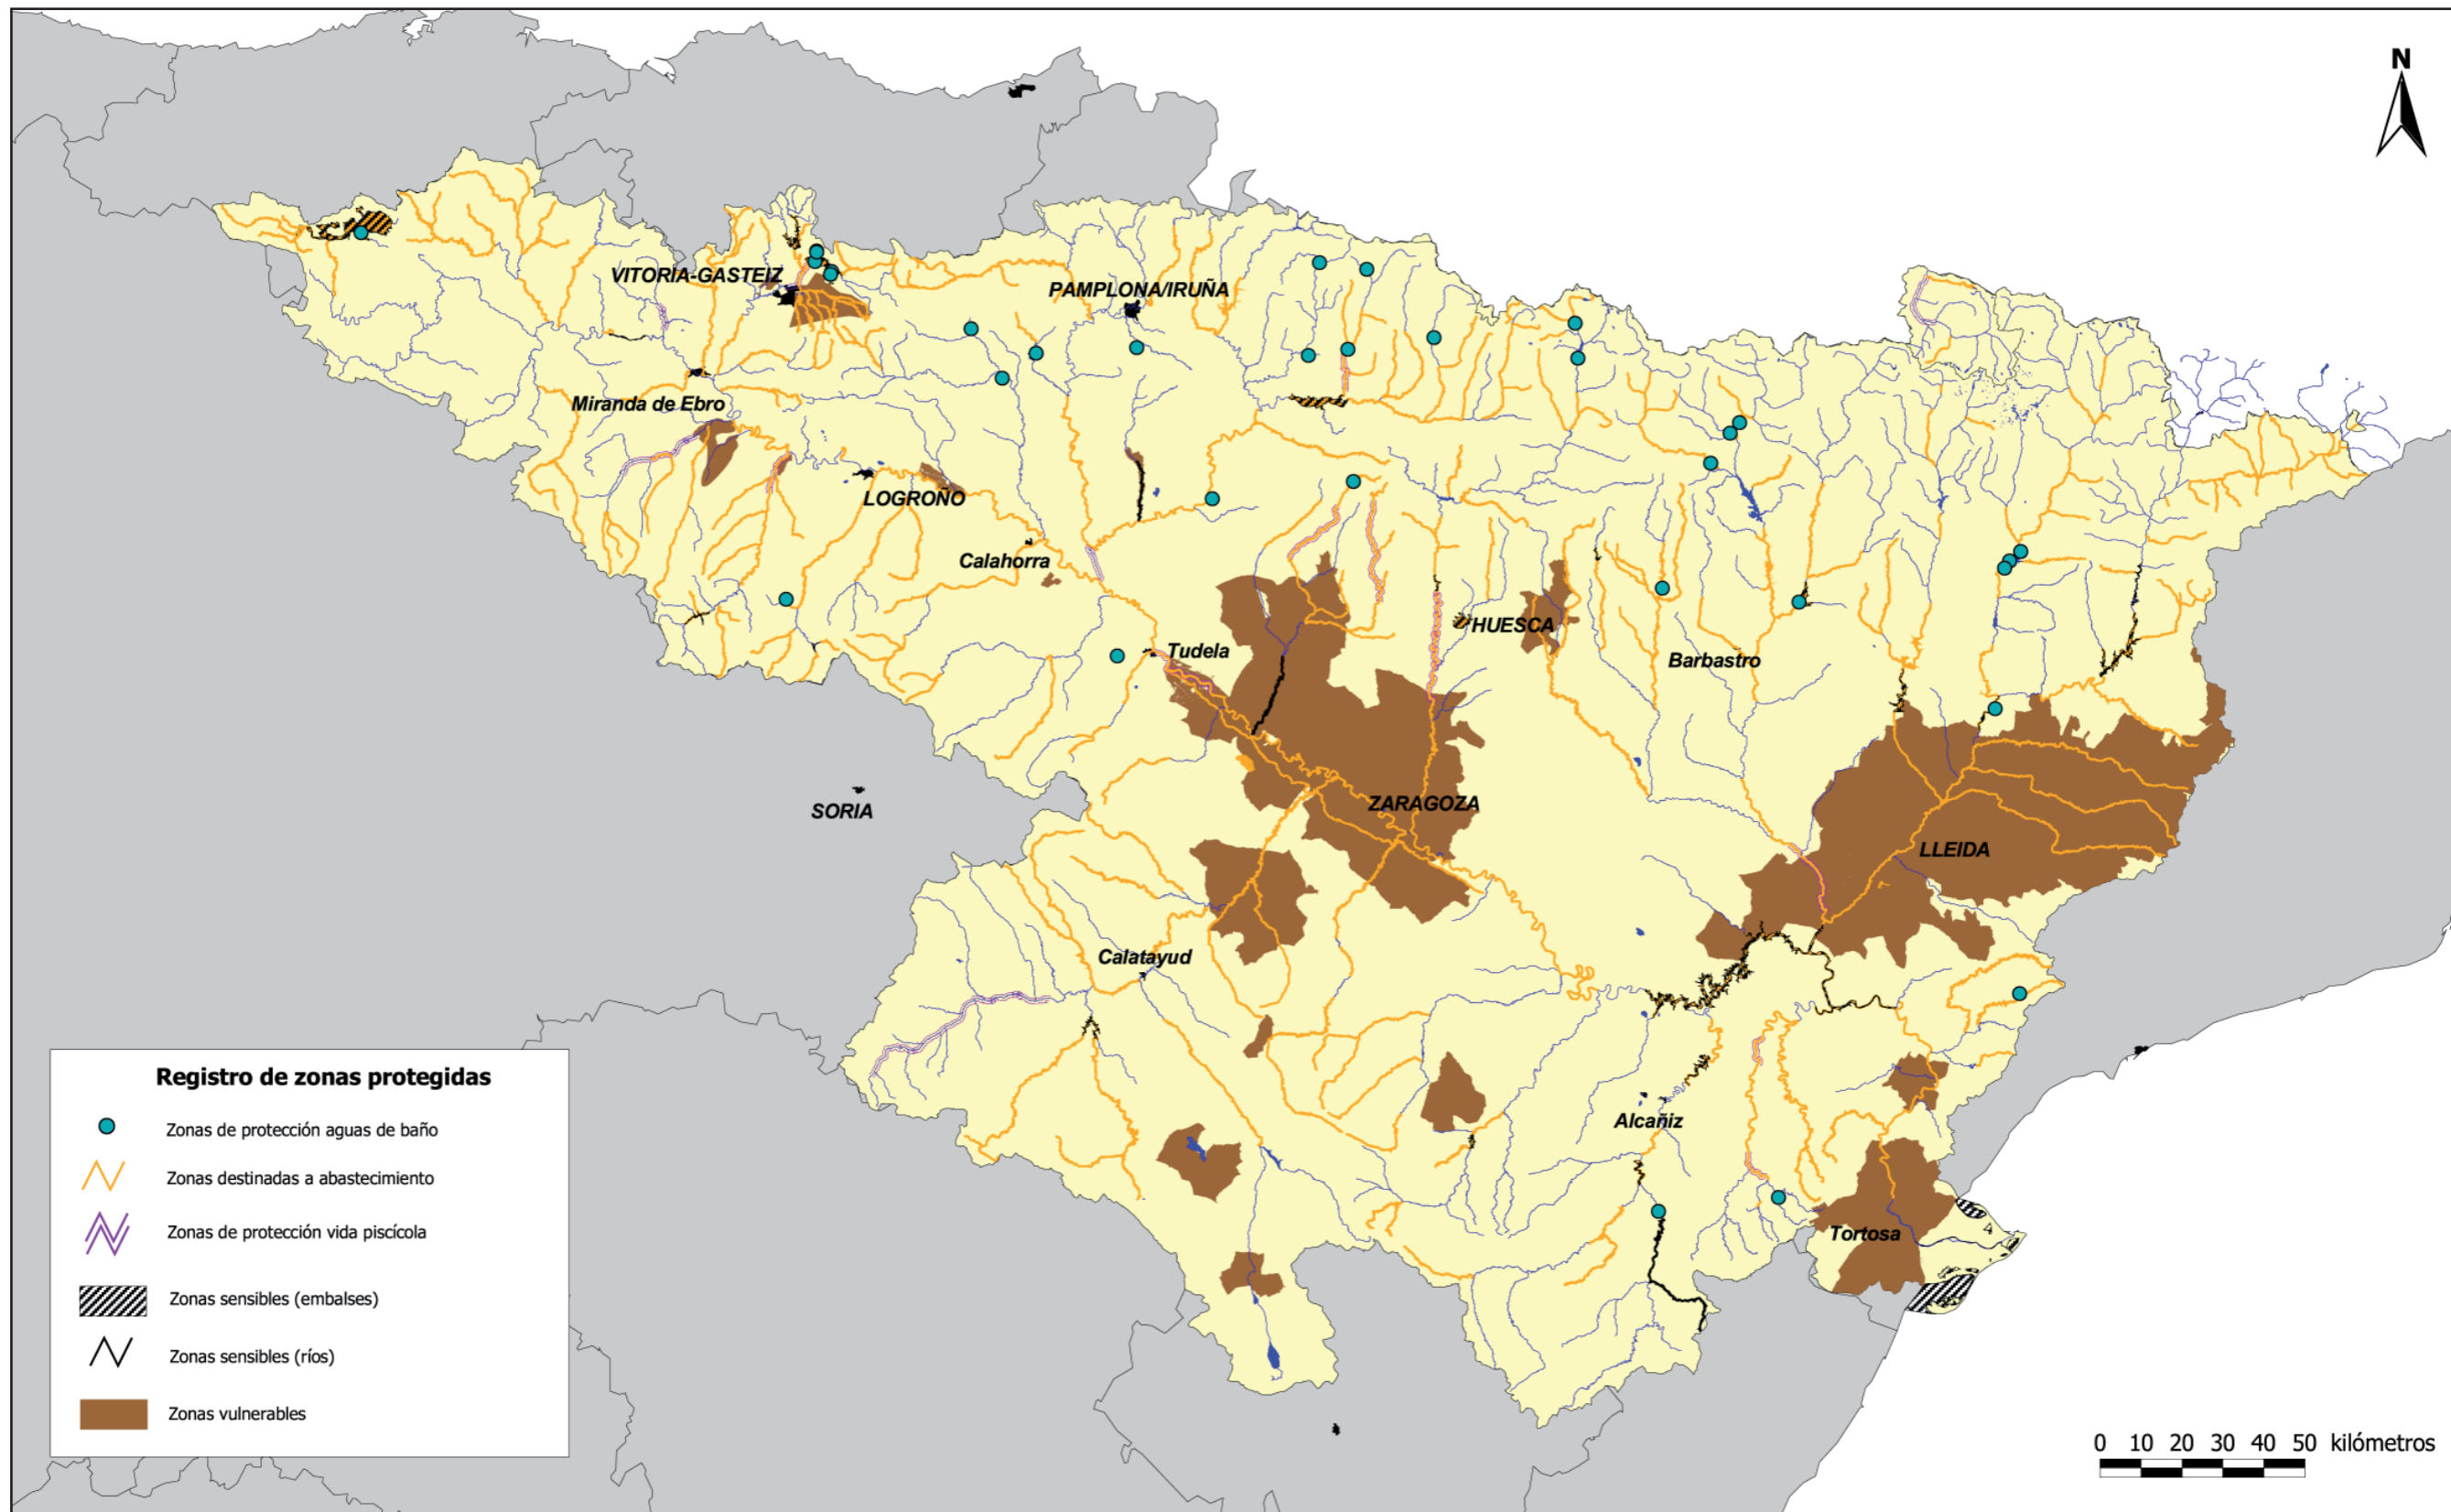 N
VITORIA-GASTEIZ
PAMPLONA/IRUÑA
Miranda de Ebro
LOGROÑO
Calahorra
HUESCA
Tudela
Barbastro
ZARAGOZA
SORIA
LLEIDA
Calatayud
Alcañiz
Tortosa
Registro de zonas protegidas
Zonas de protección aguas de baño
Zonas destinadas a abastecimiento
Zonas de protección vida piscícola
Zonas sensibles (embalses)
Zonas sensibles (ríos)
Zonas vulnerables
0 10 20 30 40 50 kilómetros